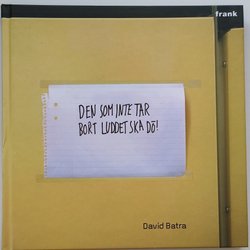 frank
DEN SOM INTE TAR
BORT LUDDET SKA DÖ!
David Batra